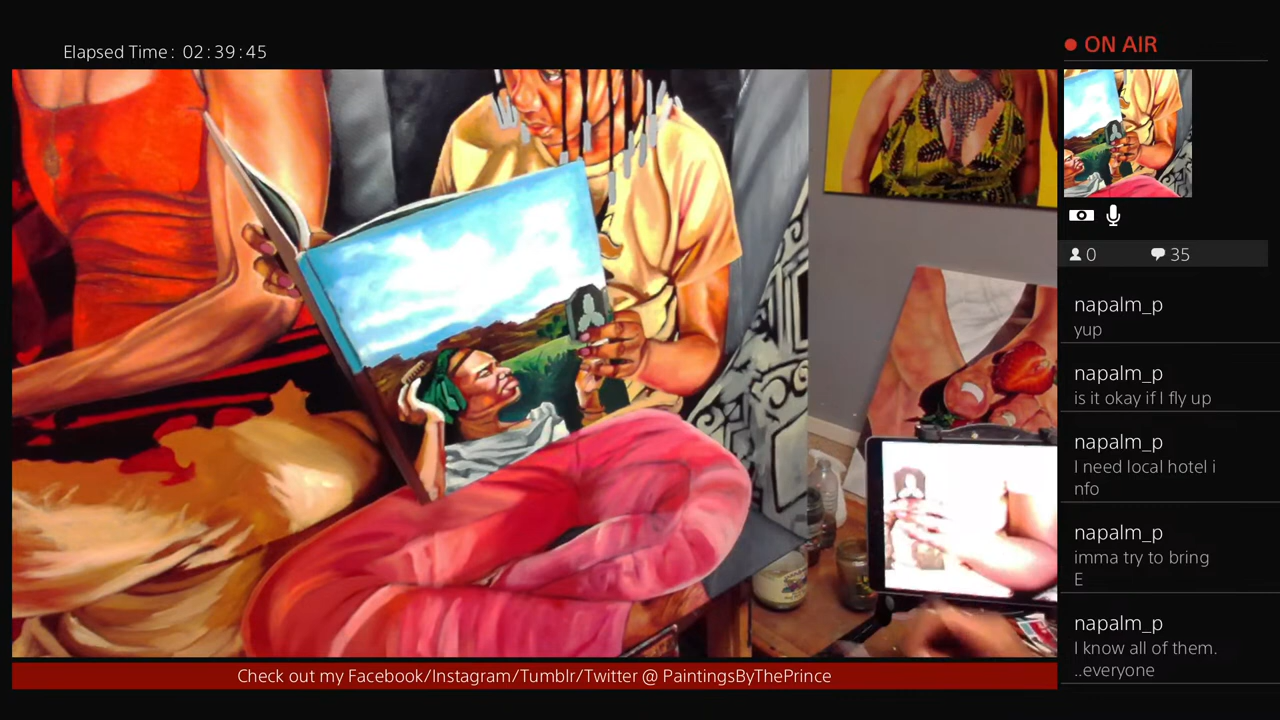 Elapsed Time: 02:39:45
ON AIR
0 35
napalm_p
yup
napalm_p
is it okay if I fly up
napalm_p
I need local hotel i
nfo
napalm_p
imma try to bring
E
napalm_p
I know all of them.
..everyone
Check out my Facebook/Instagram/Tumblr/Twitter @ PaintingsByThePrince